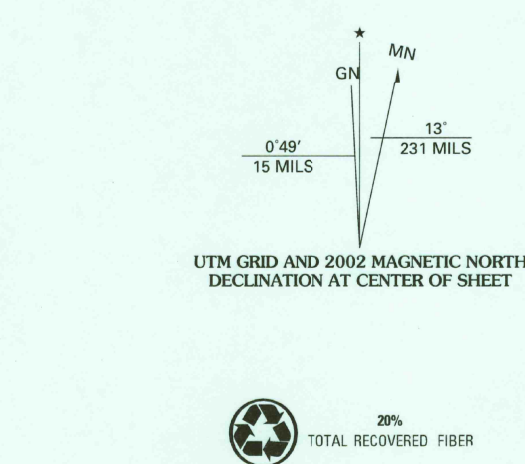 ★
MN
GN
0°49'
15 MILS
13°
231 MILS
UTM GRID AND 2002 MAGNETIC NORTH
DECLINATION AT CENTER OF SHEET
20%
TOTAL RECOVERED FIBER